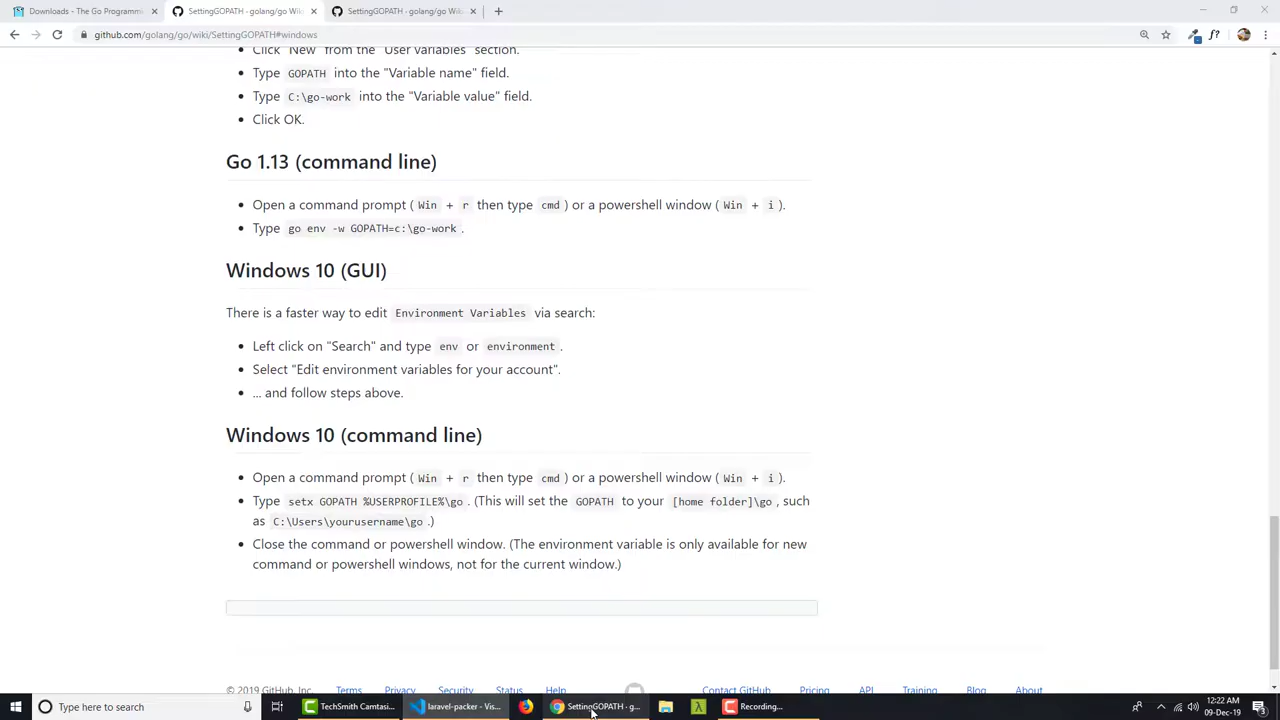 Downloads - The Go Programmi
SettingGOPATH · golang/go Wiki
SettingGOPATH · golang/go Wiki
github.com/golang/go/wiki/SettingGOPATH#windows
Click "New" from the "User variables" section.
Type GOPATH into the "Variable name" field.
Type C:\go-work into the "Variable value" field.
Click OK.
Go 1.13 (command line)
Open a command prompt ( Win + r then type cmd ) or a powershell window ( Win + i ).
Type go env -w GOPATH=c:\go-work .
Windows 10 (GUI)
There is a faster way to edit Environment Variables via search:
Left click on "Search" and type env or environment .
Select "Edit environment variables for your account".
... and follow steps above.
Windows 10 (command line)
Open a command prompt ( Win + r then type cmd ) or a powershell window ( Win + i ).
Type setx GOPATH %USERPROFILE%\go . (This will set the GOPATH to your [home folder]\go , such
as C:\Users\yourusername\go .)
Close the command or powershell window. (The environment variable is only available for new
command or powershell windows, not for the current window.)
© 2019 GitHub, Inc. Terms Privacy Security Status Help Contact GitHub Pricing API Training Blog About
Type here to search
TechSmith Camtasi...
laravel-packer - Vis...
SettingGOPATH · g...
Recording...
12:22 AM
09-Dec-19